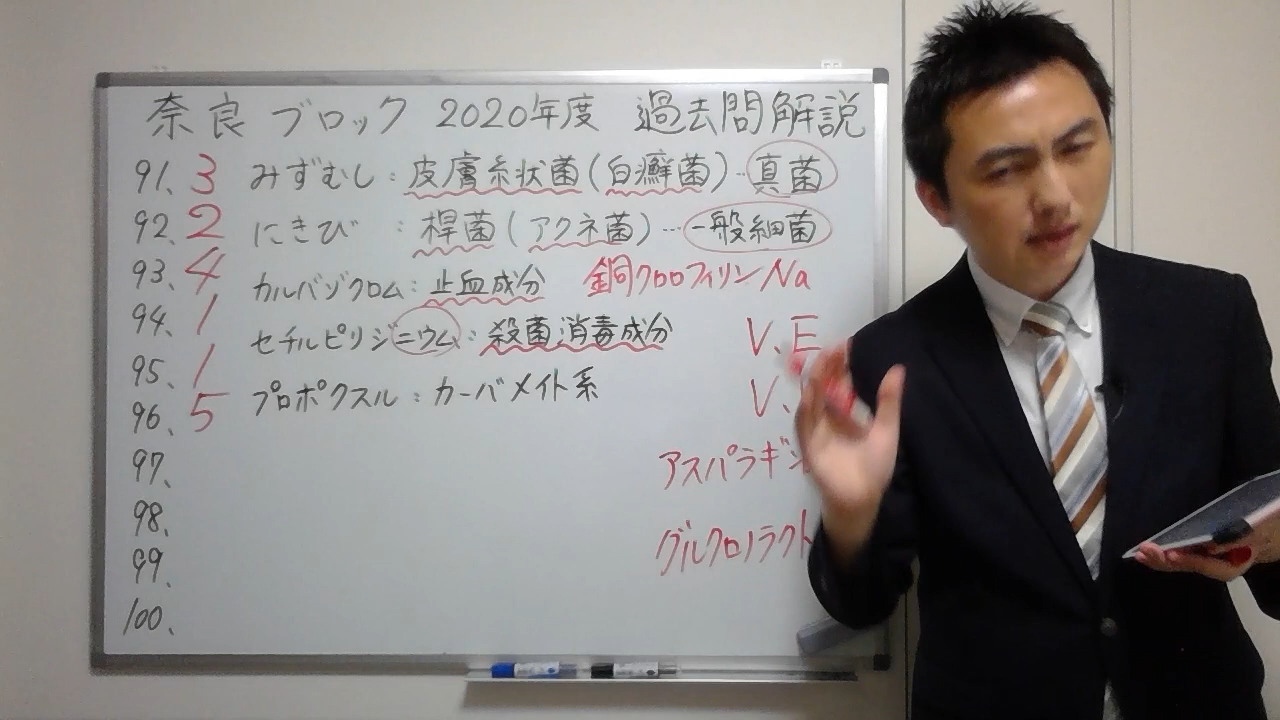 奈良ブロック 2020年度 過去問解説
91、3 みずむし：皮膚糸状菌(白癬菌)…真菌
92、2 にきび：桿菌(アクネ菌)…一般細菌
93、4 カルバゾクロム：止血成分 銅クロロフィリンNa
94、1 セチルピリジニウム：殺菌消毒成分 V.E
95、1 V.
96、5 プロポクスル：カーバメイト系
97、 アスパラギ
98、
99、 グルクロノラクト
100、